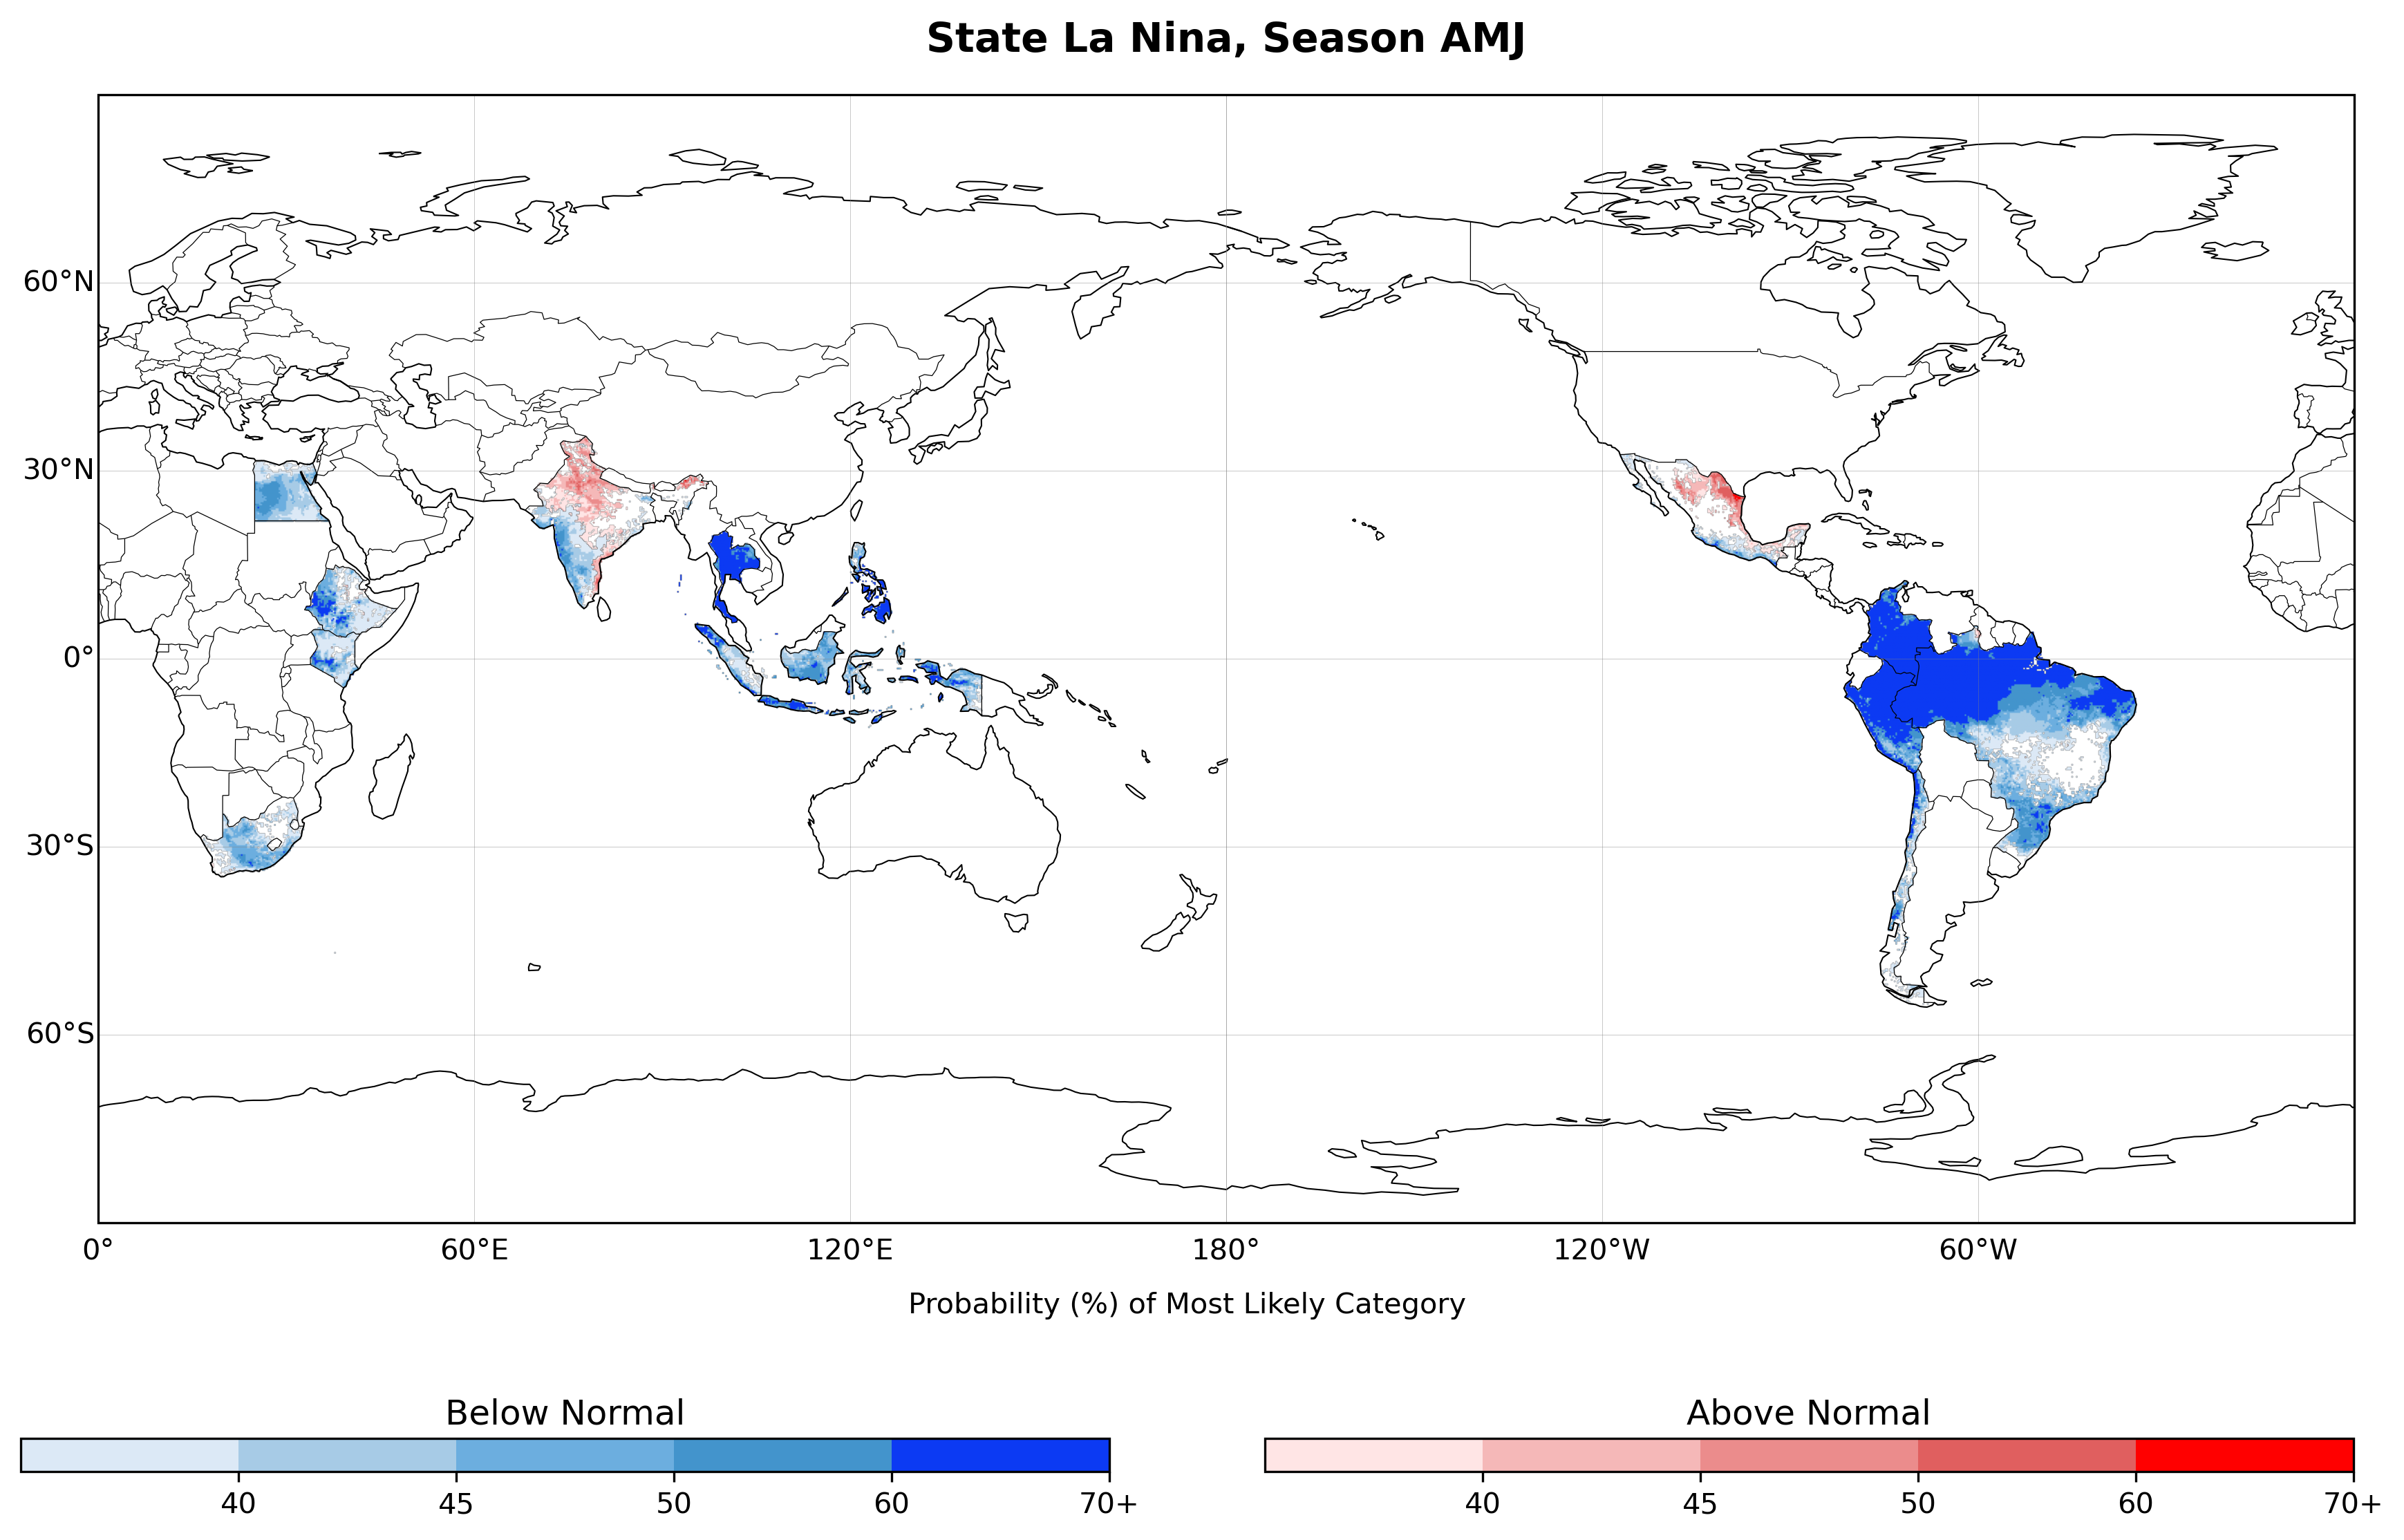 State La Nina, Season AMJ
60°N
30°N
0°
30°S
60°S
0° 60°E 120°E 180° 120°W 60°W
Probability (%) of Most Likely Category
Below Normal
40 45 50 60 70+
Above Normal
40 45 50 60 70+